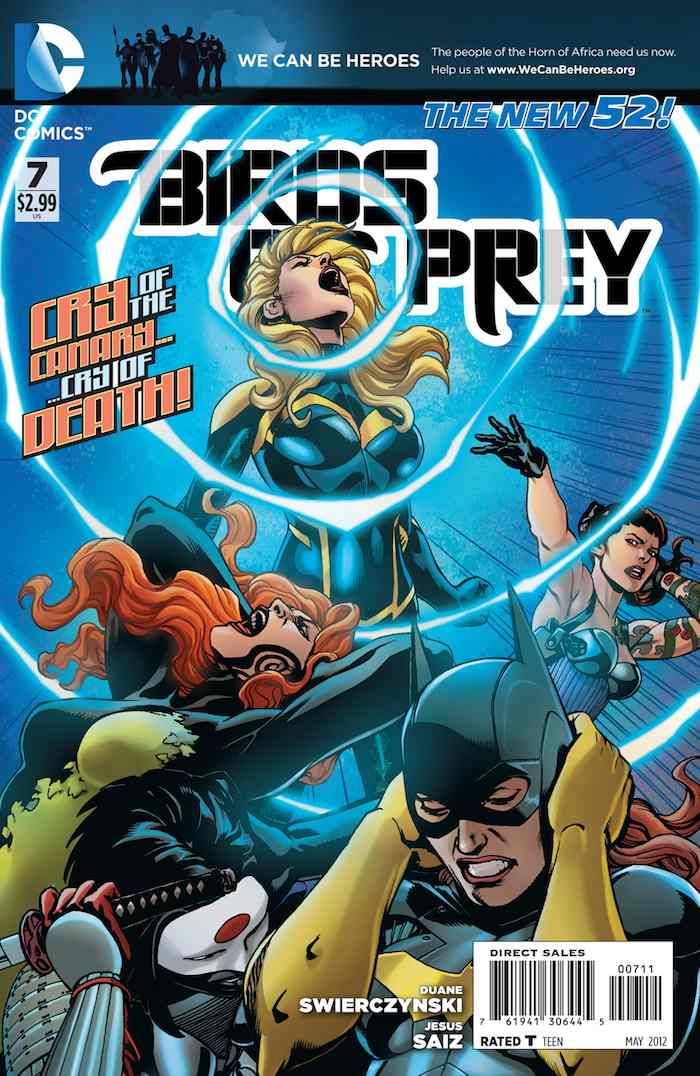 WE CAN BE HEROES
The people of the Horn of Africa need us now.
Help us at www.WeCanBeHeroes.org
DC
COMICS™
THE NEW 52!
7
$2.99
US
BIRDS
OF PREY™
CRY OF THE
CANARY...
...CRY OF
DEATH!
DUANE
SWIERCZYNSKI
JESUS
SAIZ
DIRECT SALES
00711
7 61941 30644 5
RATED T TEEN MAY 2012